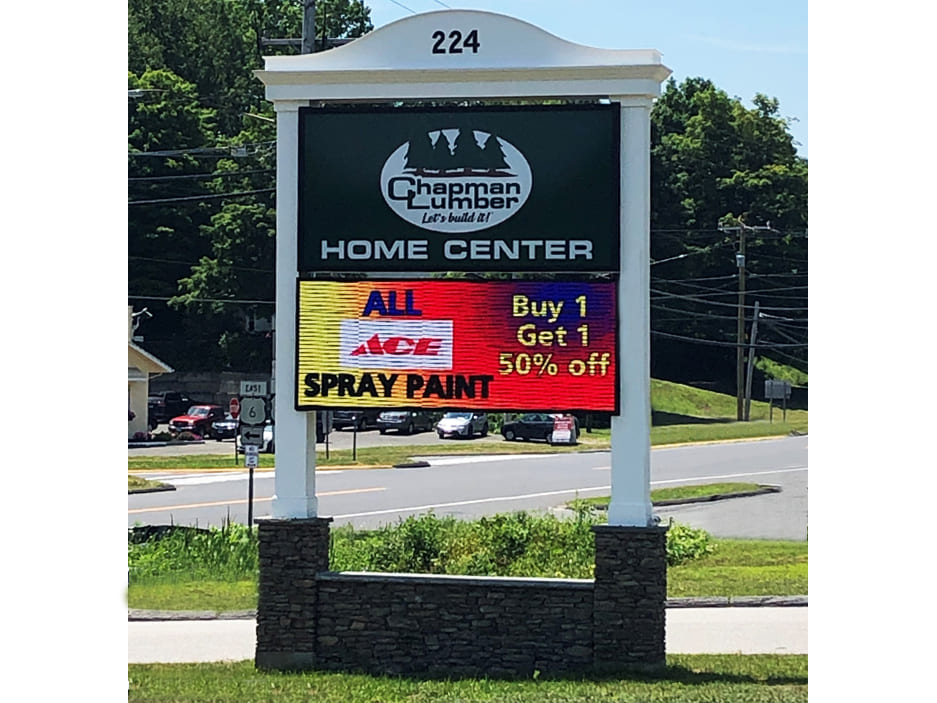 224
Chapman
Lumber
Let's build it!
HOME CENTER
ALL
ACE
SPRAY PAINT
Buy 1
Get 1
50% off
EAST
6